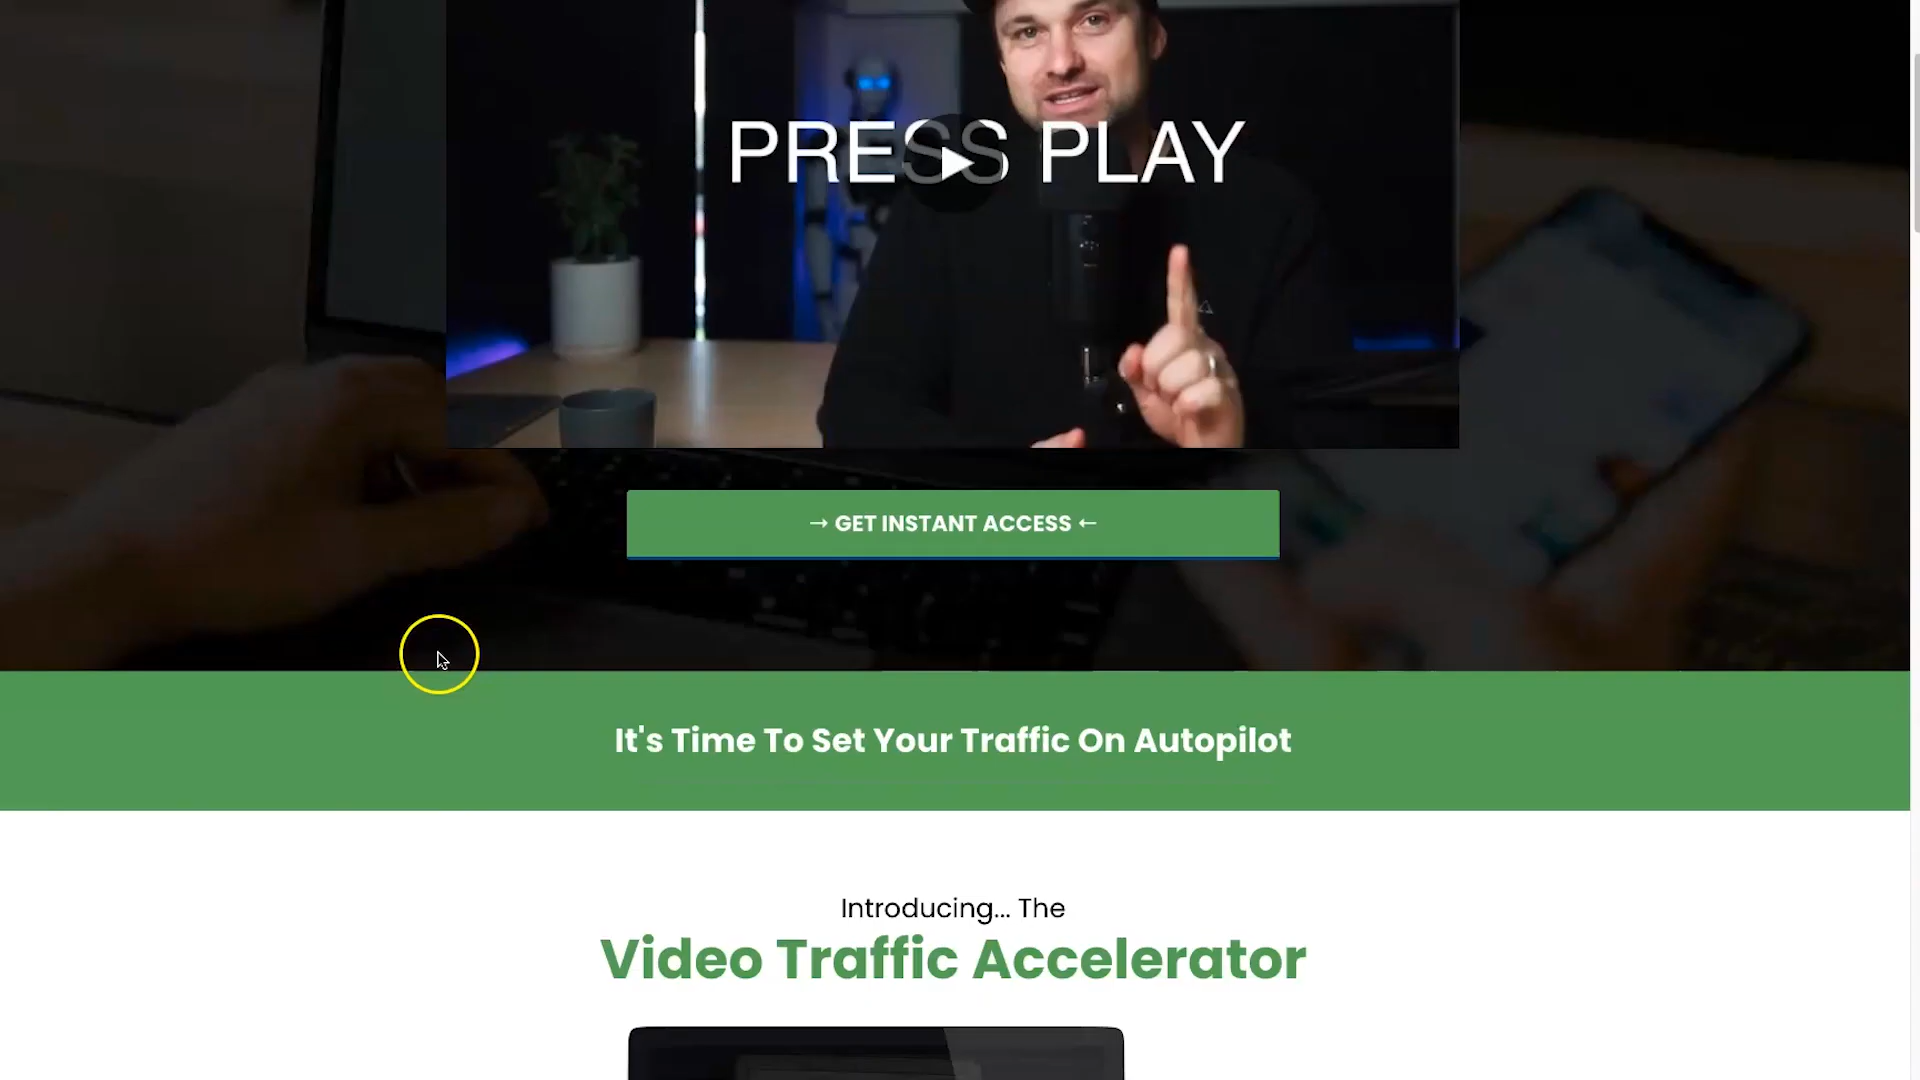 PRESS PLAY
→ GET INSTANT ACCESS ←
It's Time To Set Your Traffic On Autopilot
Introducing... The
Video Traffic Accelerator